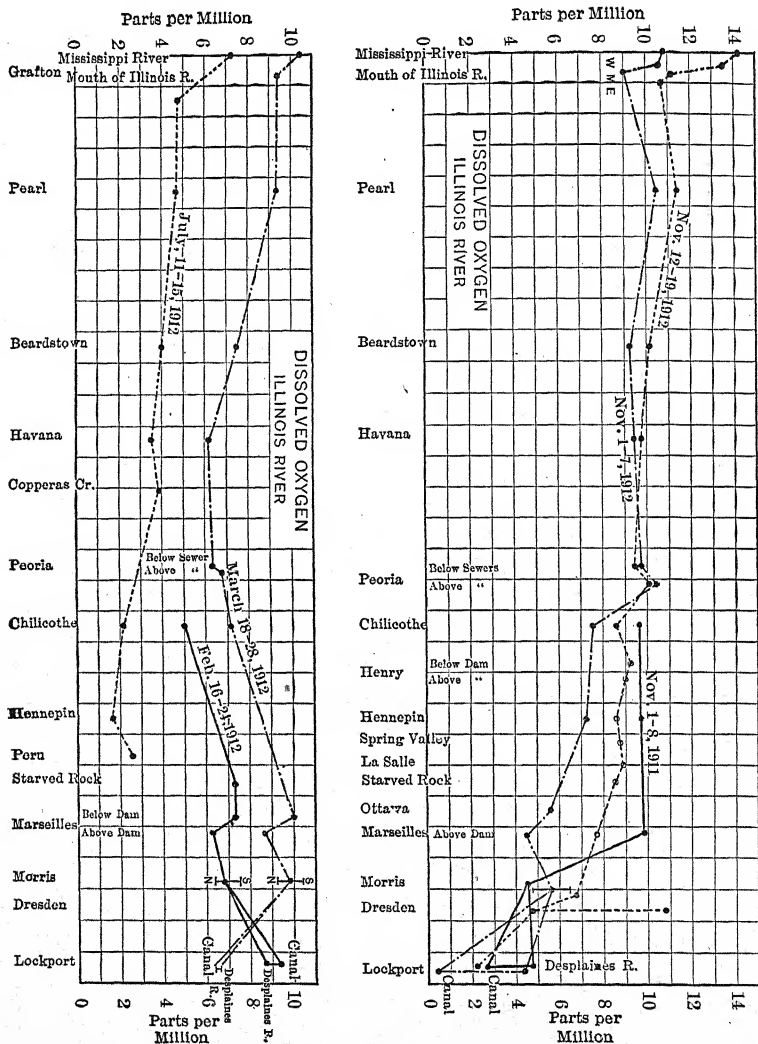 Parts per Million
0
2
4
6
8
10
Mississippi River
Grafton
Mouth of Illinois R.
Pearl
July, 11-15, 1912
Beardstown
DISSOLVED OXYGEN
ILLINOIS RIVER
Havana
Copperas Cr.
Peoria
Below Sewer
Above "
March 18-28, 1912
Chilicothe
Feb. 16-24, 1912
Hennepin
Peru
Starved Rock
Marseilles
Below Dam
Above Dam
Morris
N
S
N
S
Dresden
Lockport
Canal
Desplaines R.
Desplaines R.
Canal
0
2
4
6
8
10
Parts per
Million
Parts per Million
0
2
4
6
8
10
12
14
Mississippi River
Mouth of Illinois R.
W M E
DISSOLVED OXYGEN
ILLINOIS RIVER
Pearl
Nov. 12-19, 1912
Beardstown
Havana
Nov. 1-7, 1912
Peoria
Below Sewers
Above "
Chilicothe
Henry
Below Dam
Above "
Nov. 1-8, 1911
Hennepin
Spring Valley
La Salle
Starved Rock
Ottawa
Marseilles Above Dam
Morris
Dresden
Lockport
Desplaines R.
Canal
Canal
0
2
4
6
8
10
12
14
Parts per
Million